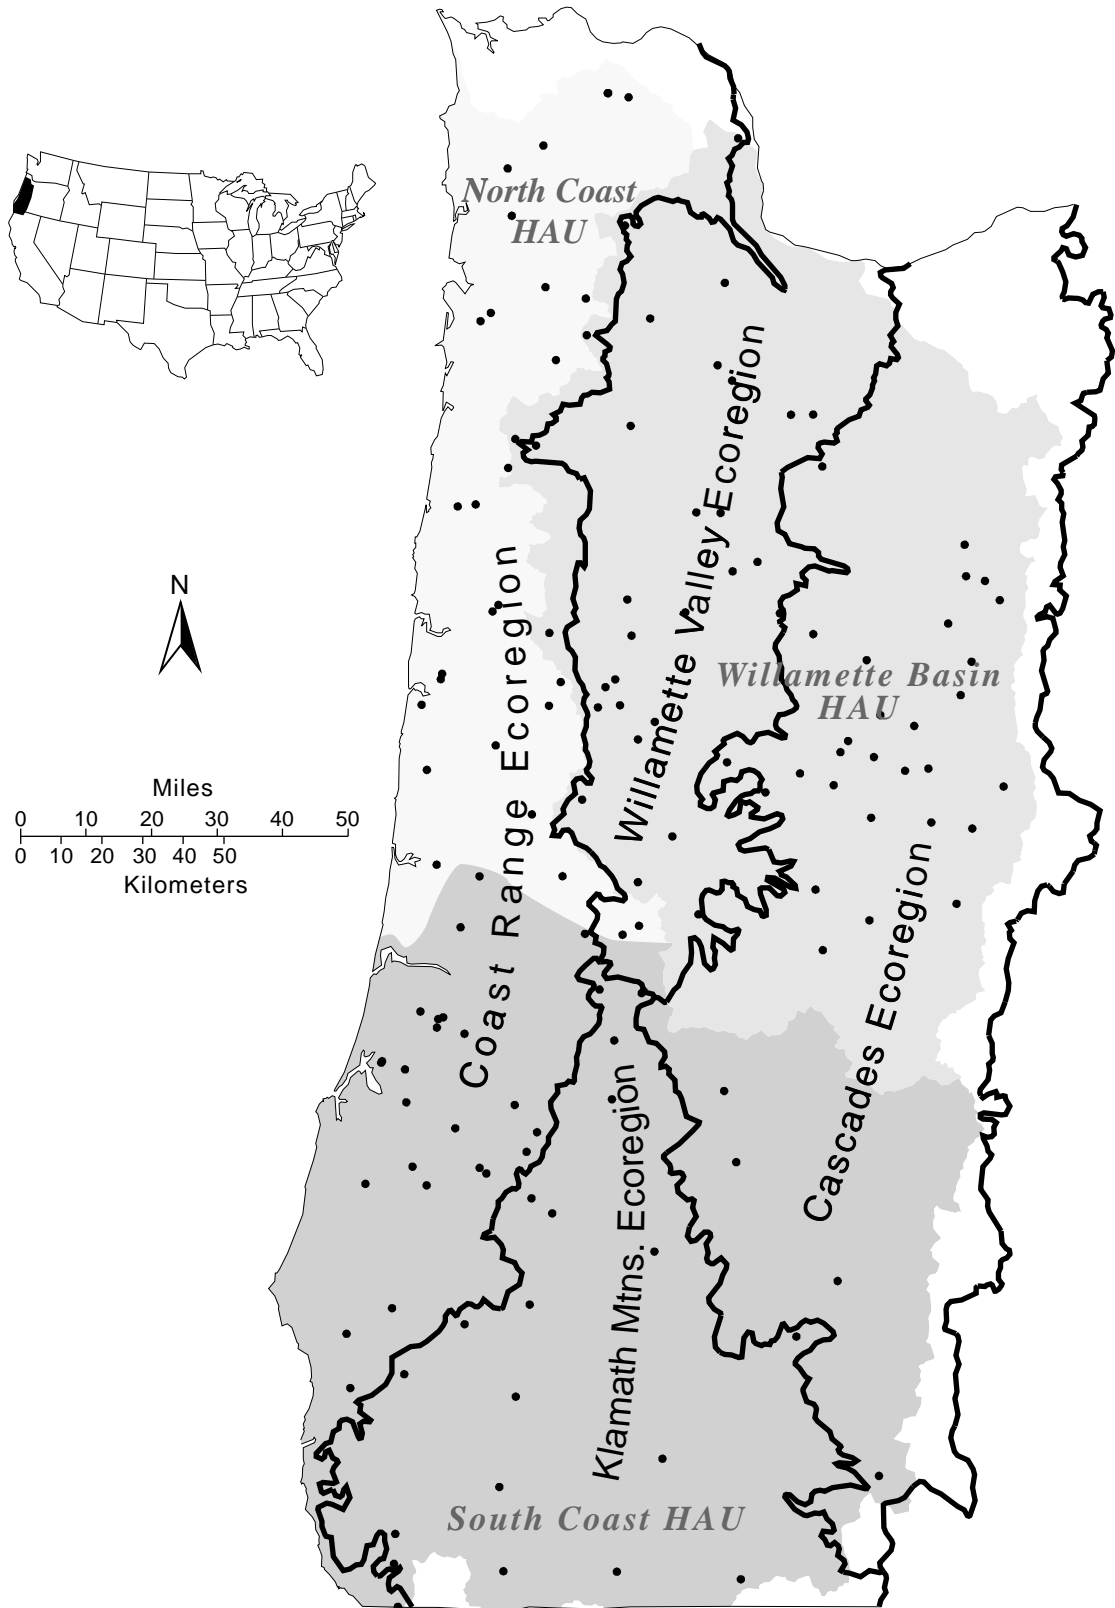 North Coast
HAU
Willamette Valley Ecoregion
Coast Range Ecoregion
N
Willamette Basin
HAU
Miles
0 10 20 30 40 50
0 10 20 30 40 50
Kilometers
Cascades Ecoregion
Klamath Mtns. Ecoregion
South Coast HAU